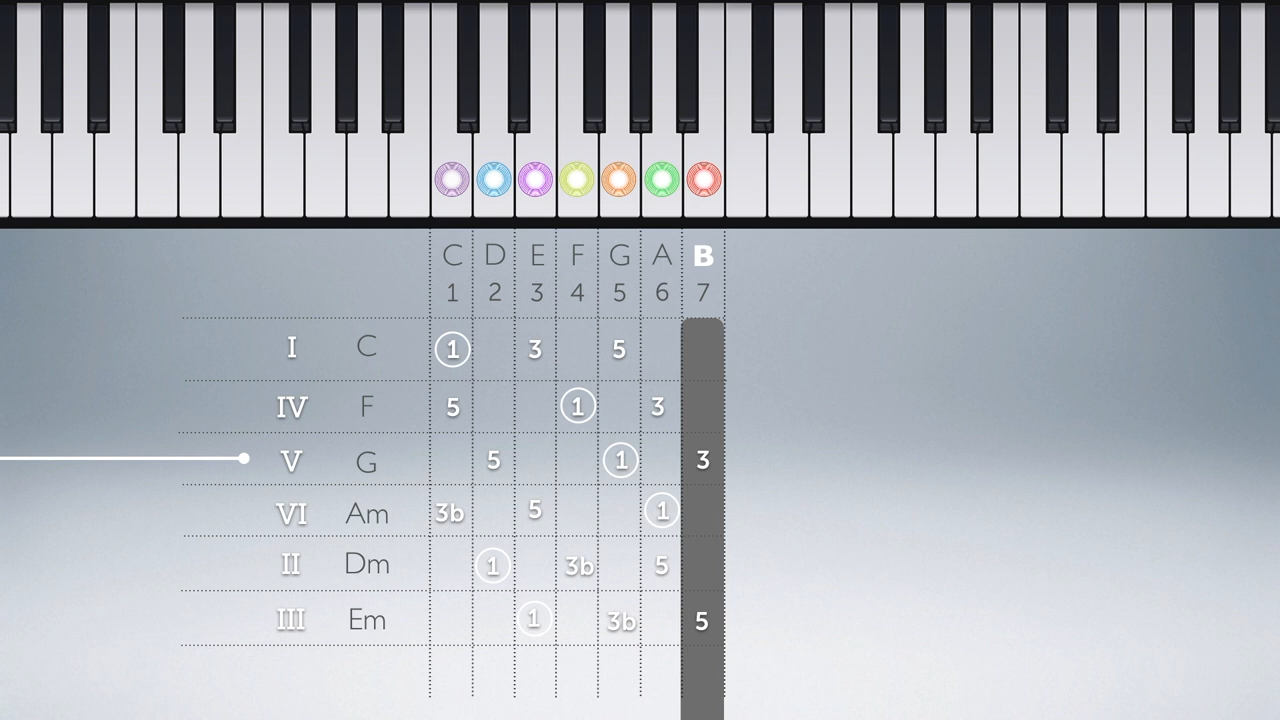 C D E F G A B
1 2 3 4 5 6 7
I C 1 3 5
IV F 5 1 3
V G 5 1 3
VI Am 3b 5 1
II Dm 1 3b 5
III Em 1 3b 5